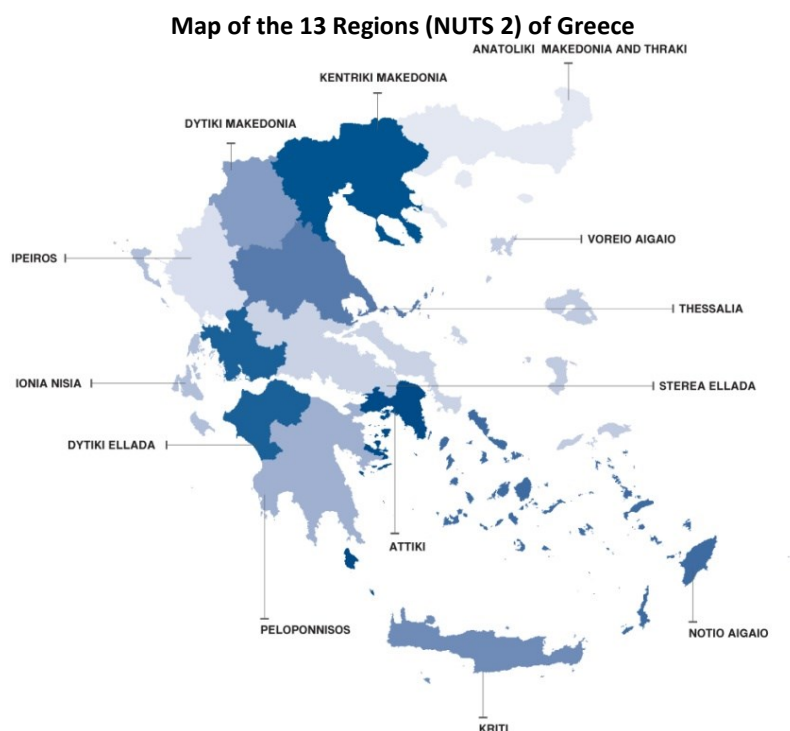 Map of the 13 Regions (NUTS 2) of Greece
ANATOLIKI MAKEDONIA AND THRAKI
KENTRIKI MAKEDONIA
DYTIKI MAKEDONIA
VOREIO AIGAIO
IPEIROS
THESSALIA
IONIA NISIA
STEREA ELLADA
DYTIKI ELLADA
ATTIKI
PELOPONNISOS
NOTIO AIGAIO
KRITI